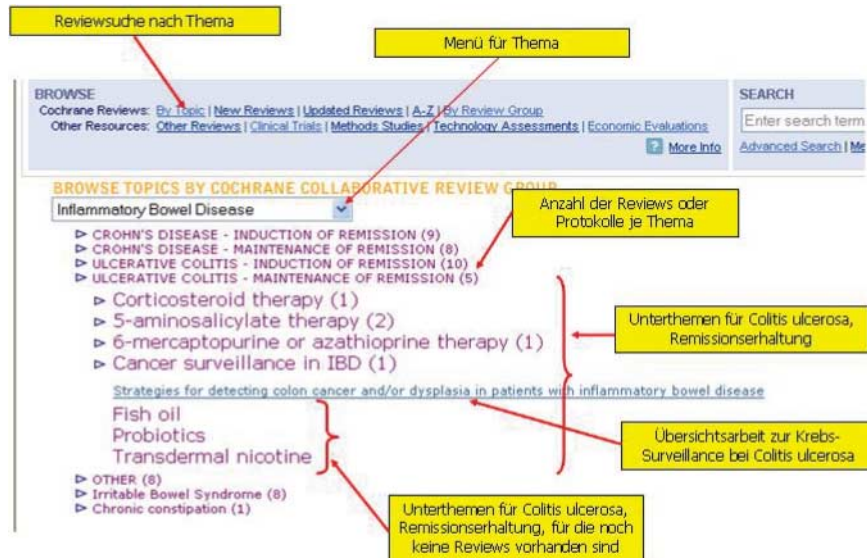 Reviewsuche nach Thema
Menü für Thema
BROWSE
Cochrane Reviews: By Topic | New Reviews | Updated Reviews | A-Z | By Review Group
Other Resources: Other Reviews | Clinical Trials | Methods Studies | Technology Assessments | Economic Evaluations
? More Info
SEARCH
Enter search term
Advanced Search | Me
BROWSE TOPICS BY COCHRANE COLLABORATIVE REVIEW GROUP
Inflammatory Bowel Disease
Anzahl der Reviews oder
Protokolle je Thema
CROHN'S DISEASE - INDUCTION OF REMISSION (9)
CROHN'S DISEASE - MAINTENANCE OF REMISSION (8)
ULCERATIVE COLITIS - INDUCTION OF REMISSION (10)
ULCERATIVE COLITIS - MAINTENANCE OF REMISSION (5)
Corticosteroid therapy (1)
5-aminosalicylate therapy (2)
6-mercaptopurine or azathioprine therapy (1)
Cancer surveillance in IBD (1)
Unterthemen für Colitis ulcerosa,
Remissionserhaltung
Strategies for detecting colon cancer and/or dysplasia in patients with inflammatory bowel disease
Fish oil
Probiotics
Transdermal nicotine
Übersichtsarbeit zur Krebs-
Surveillance bei Colitis ulcerosa
OTHER (8)
Irritable Bowel Syndrome (8)
Chronic constipation (1)
Unterthemen für Colitis ulcerosa,
Remissionserhaltung, für die noch
keine Reviews vorhanden sind